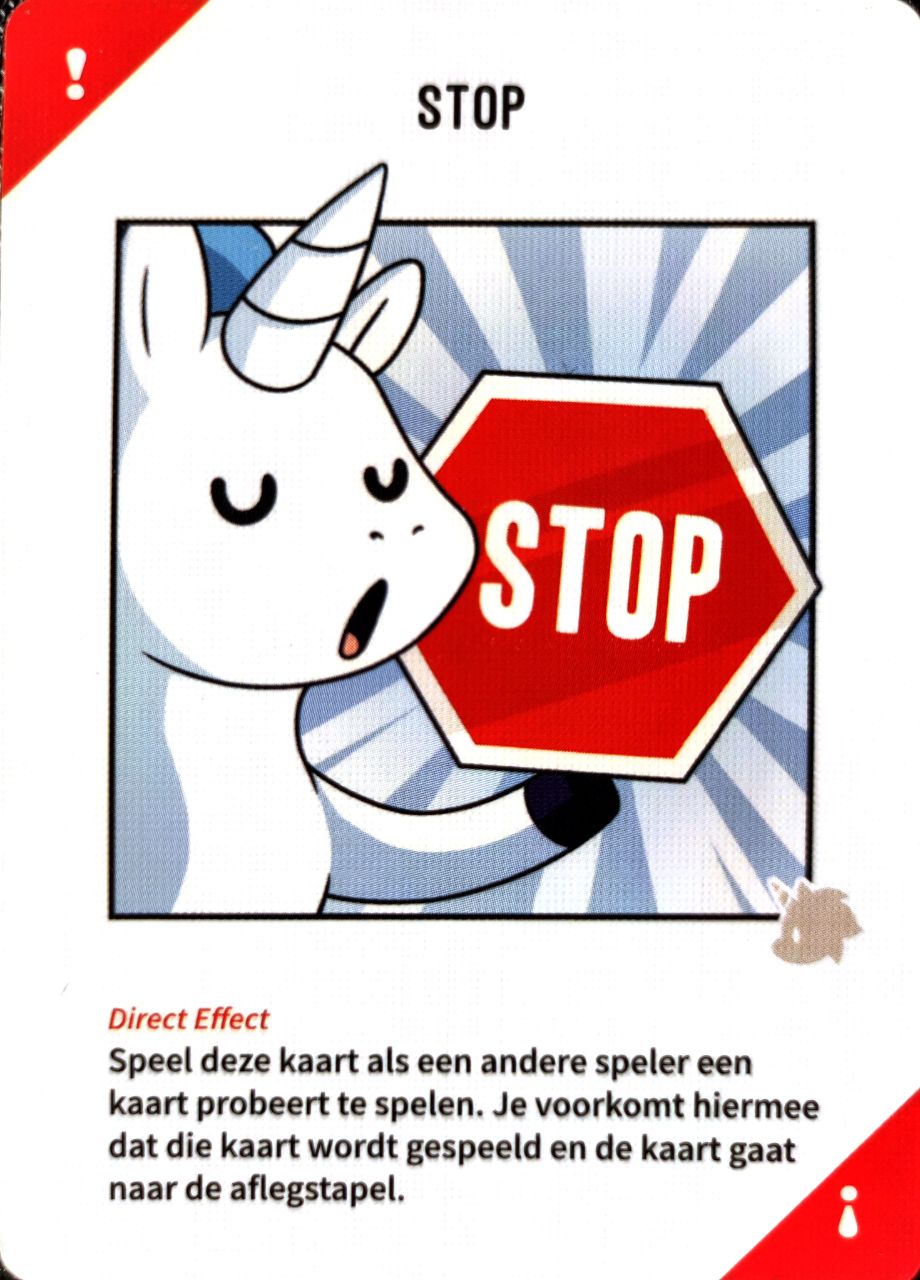 !
STOP
STOP
Direct Effect
Speel deze kaart als een andere speler een
kaart probeert te spelen. Je voorkomt hiermee
dat die kaart wordt gespeeld en de kaart gaat
naar de aflegstapel.
!